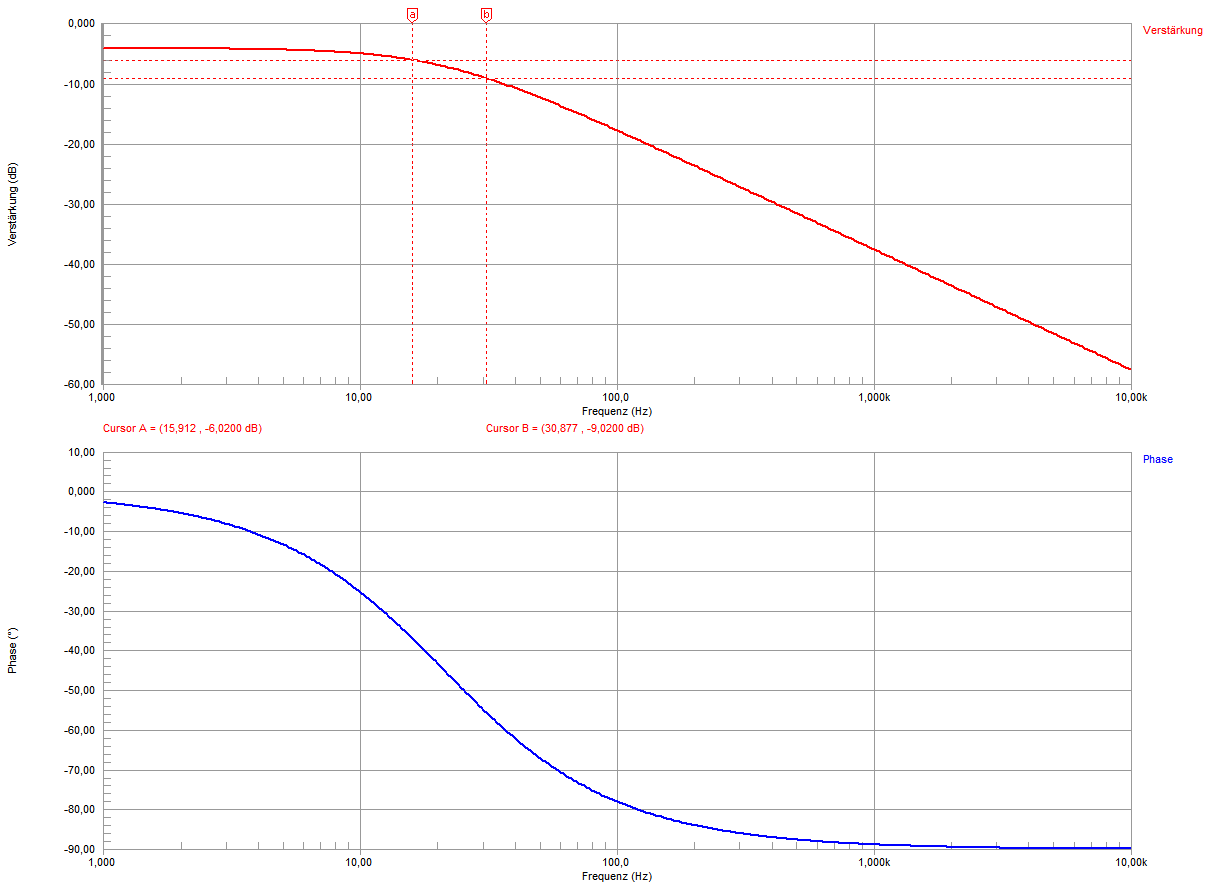 a b
0,000
Verstärkung
-10,00
-20,00
Verstärkung (dB)
-30,00
-40,00
-50,00
-60,00
1,000 10,00 100,0 1,000k 10,00k
Frequenz (Hz)
Cursor A = (15,912 , -6,0200 dB) Cursor B = (30,877 , -9,0200 dB)
10,00
Phase
0,000
-10,00
-20,00
-30,00
-40,00
Phase (°)
-50,00
-60,00
-70,00
-80,00
-90,00
1,000 10,00 100,0 1,000k 10,00k
Frequenz (Hz)